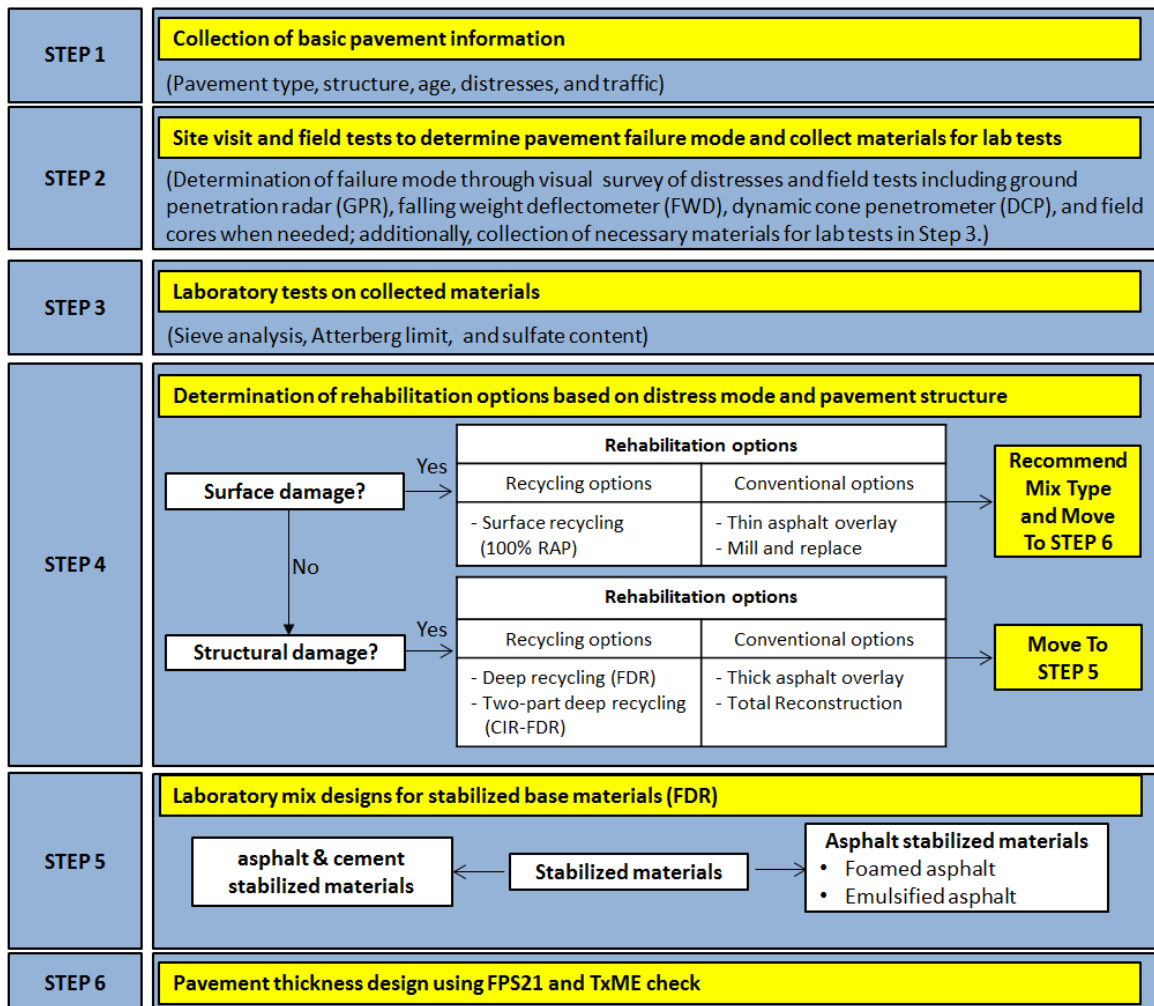 STEP 1
Collection of basic pavement information
(Pavement type, structure, age, distresses, and traffic)
STEP 2
Site visit and field tests to determine pavement failure mode and collect materials for lab tests
(Determination of failure mode through visual survey of distresses and field tests including ground
penetration radar (GPR), falling weight deflectometer (FWD), dynamic cone penetrometer (DCP), and field
cores when needed; additionally, collection of necessary materials for lab tests in Step 3.)
STEP 3
Laboratory tests on collected materials
(Sieve analysis, Atterberg limit, and sulfate content)
STEP 4
Determination of rehabilitation options based on distress mode and pavement structure
Surface damage?
Yes
Rehabilitation options
Recycling options
Conventional options
- Surface recycling
(100% RAP)
- Thin asphalt overlay
- Mill and replace
Recommend
Mix Type
and Move
To STEP 6
No
Structural damage?
Yes
Rehabilitation options
Recycling options
Conventional options
- Deep recycling (FDR)
- Two-part deep recycling
(CIR-FDR)
- Thick asphalt overlay
- Total Reconstruction
Move To
STEP 5
STEP 5
Laboratory mix designs for stabilized base materials (FDR)
asphalt & cement
stabilized materials
Stabilized materials
Asphalt stabilized materials
• Foamed asphalt
• Emulsified asphalt
STEP 6
Pavement thickness design using FPS21 and TxME check